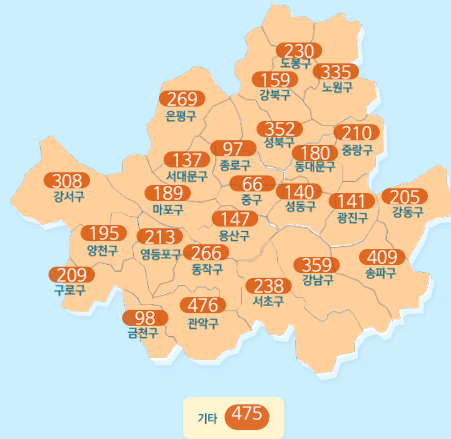 230
도봉구
159
강북구
335
노원구
269
은평구
352
성북구
210
중랑구
97
종로구
180
동대문구
137
서대문구
308
강서구
189
마포구
66
중구
140
성동구
141
광진구
205
강동구
147
용산구
195
양천구
213
영등포구
266
동작구
409
송파구
359
강남구
209
구로구
238
서초구
98
금천구
476
관악구
기타 475